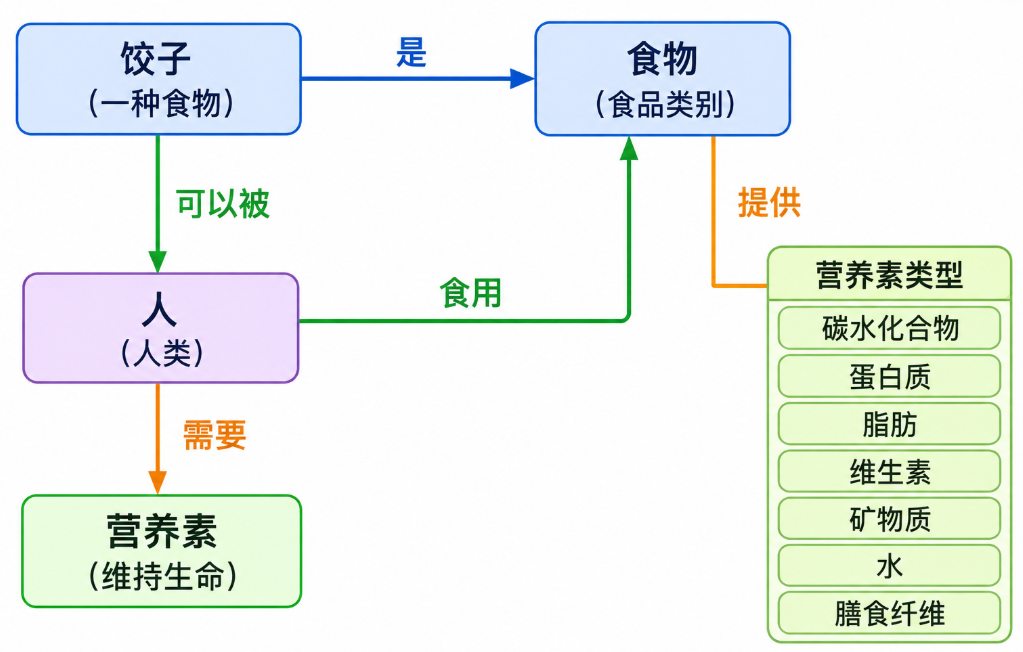 饺子
（一种食物）
是
食物
（食品类别）
可以被
提供
人
（人类）
食用
营养素类型
碳水化合物
蛋白质
脂肪
维生素
矿物质
水
膳食纤维
需要
营养素
（维持生命）